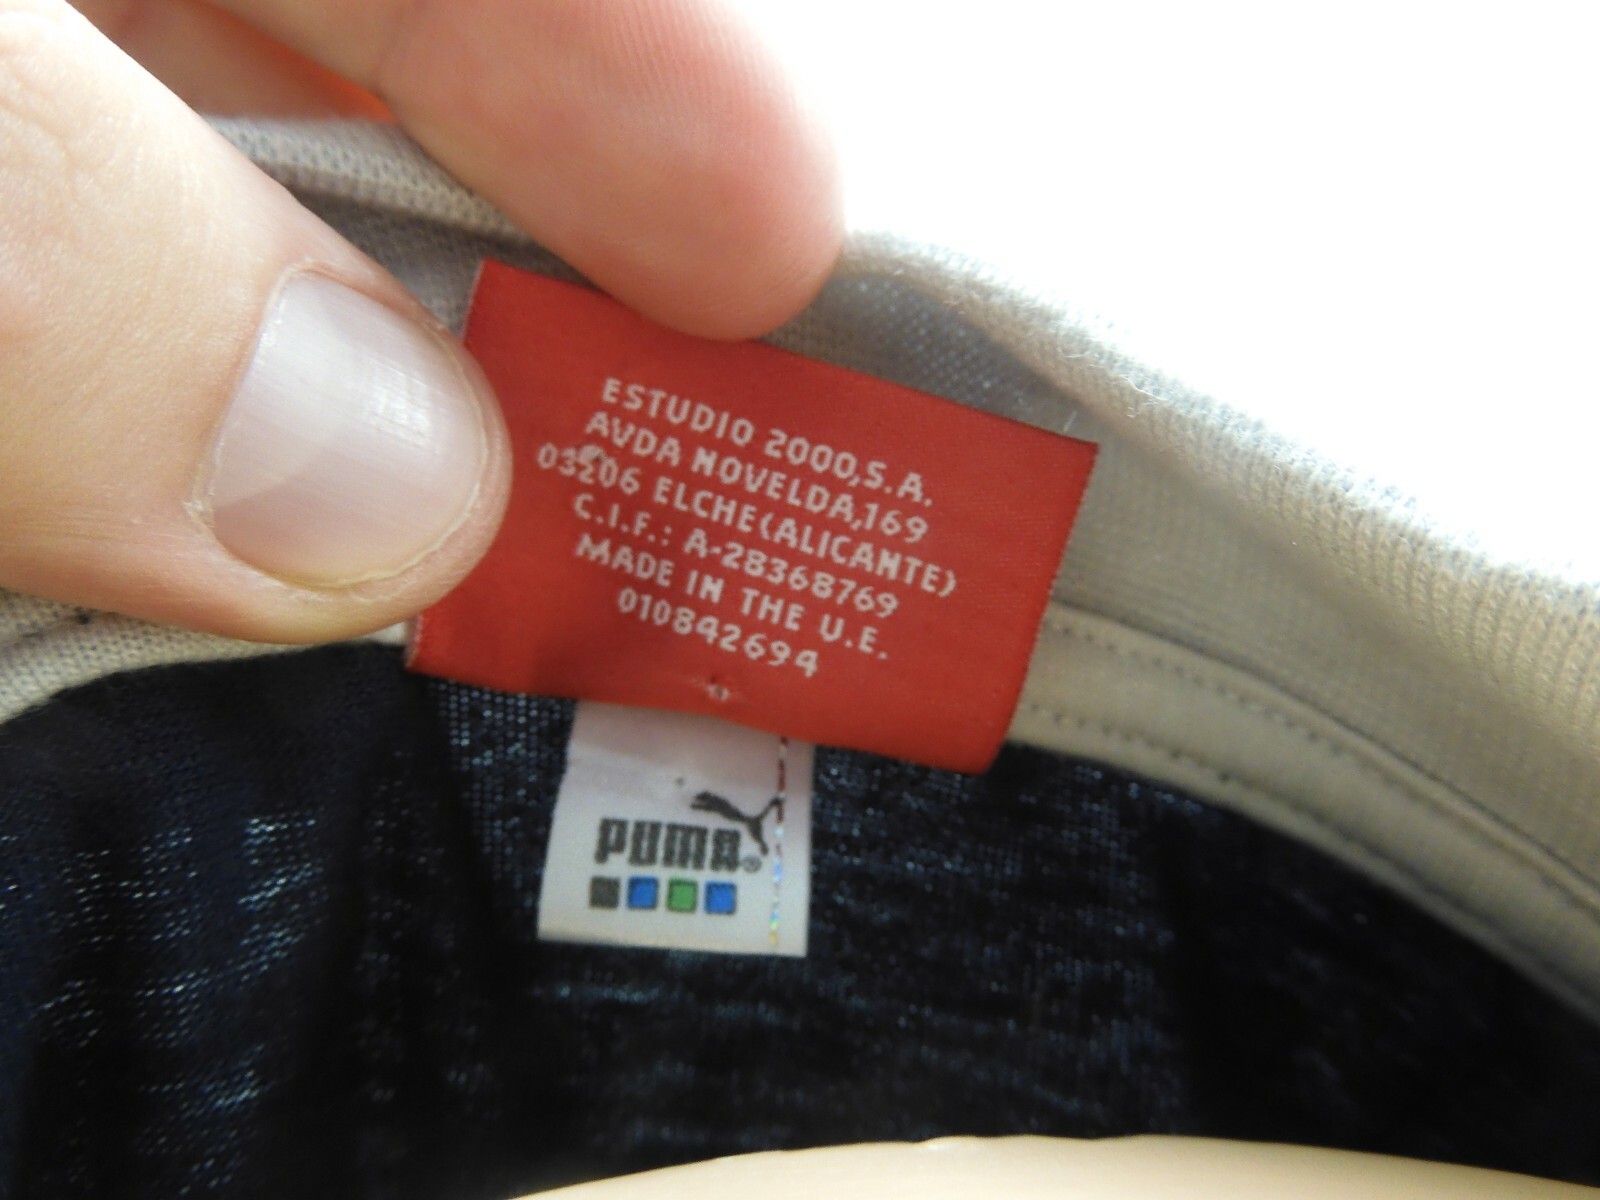 ESTUDIO 2000,S.A.
AVDA NOVELDA,169
03206 ELCHE(ALICANTE)
C.I.F.: A-28368769
MADE IN THE U.E.
010842694
PUMA®